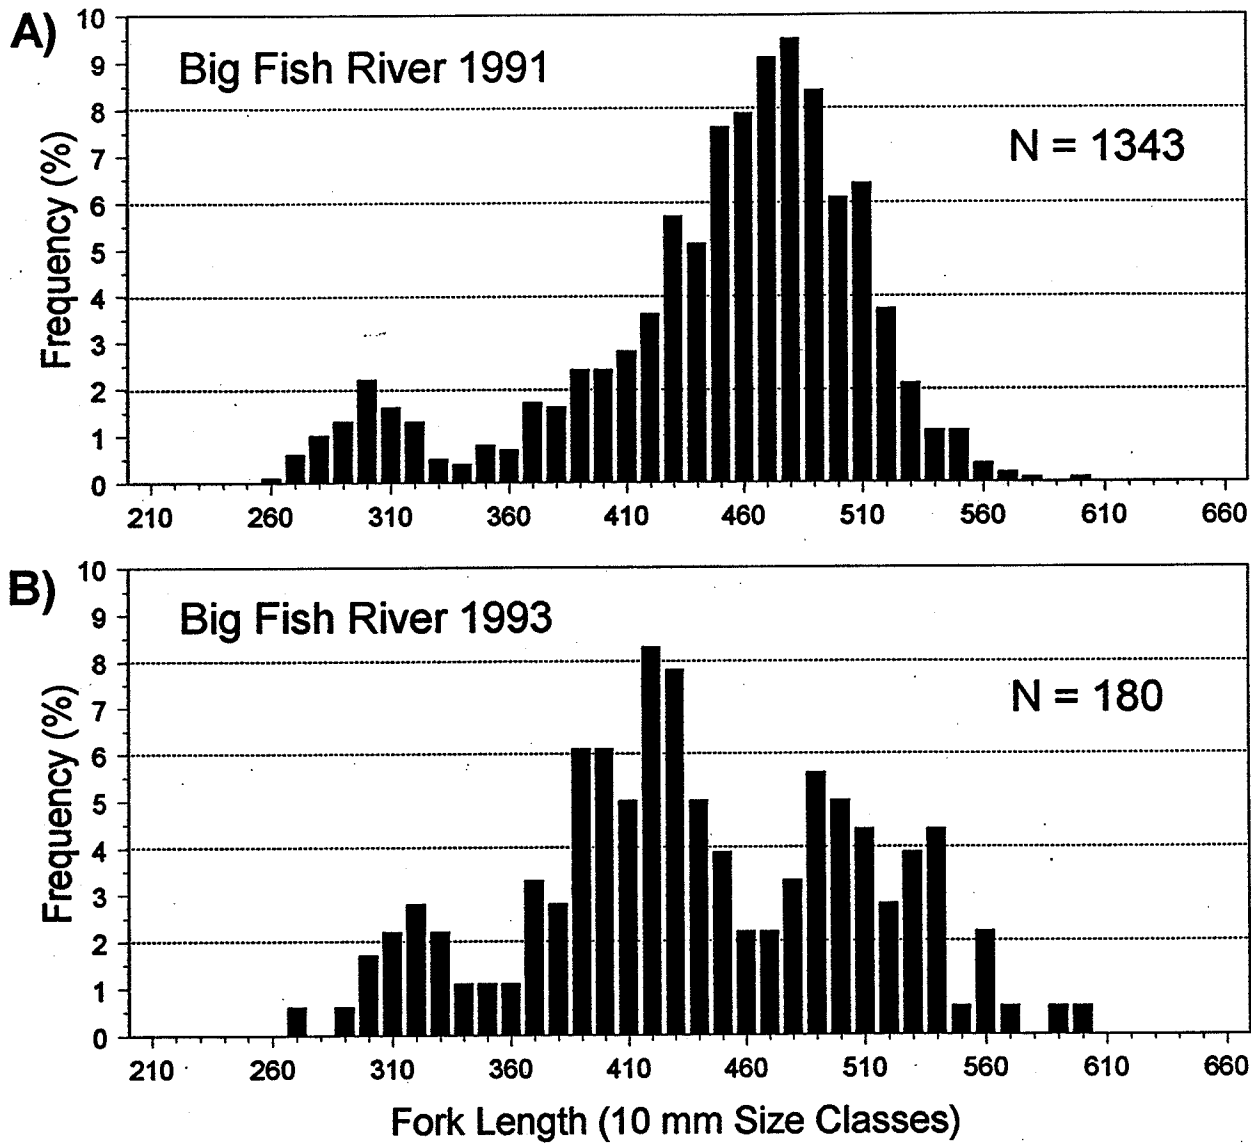 A)
Big Fish River 1991
N = 1343
Frequency (%)
10
9
8
7
6
5
4
3
2
1
0
210 260 310 360 410 460 510 560 610 660
B)
Big Fish River 1993
N = 180
Frequency (%)
10
9
8
7
6
5
4
3
2
1
0
210 260 310 360 410 460 510 560 610 660
Fork Length (10 mm Size Classes)